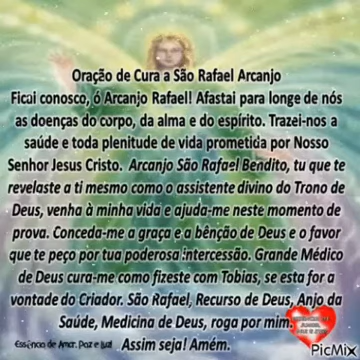 Oração de Cura a São Rafael Arcanjo
Ficai conosco, ó Arcanjo Rafael! Afastai para longe de nós
as doenças do corpo, da alma e do espírito. Trazei-nos a
saúde e toda plenitude de vida prometida por Nosso
Senhor Jesus Cristo. Arcanjo São Rafael Bendito, tu que te
revelaste a ti mesmo como o assistente divino do Trono de
Deus, venha à minha vida e ajuda-me neste momento de
prova. Conceda-me a graça e a bênção de Deus e o favor
que te peço por tua poderosa intercessão. Grande Médico
de Deus cura-me como fizeste com Tobias, se esta for a
vontade do Criador. São Rafael, Recurso de Deus, Anjo da
Saúde, Medicina de Deus, roga por mim.
Essência de Amor, Paz e Luz! Assim seja! Amém.
PicMix